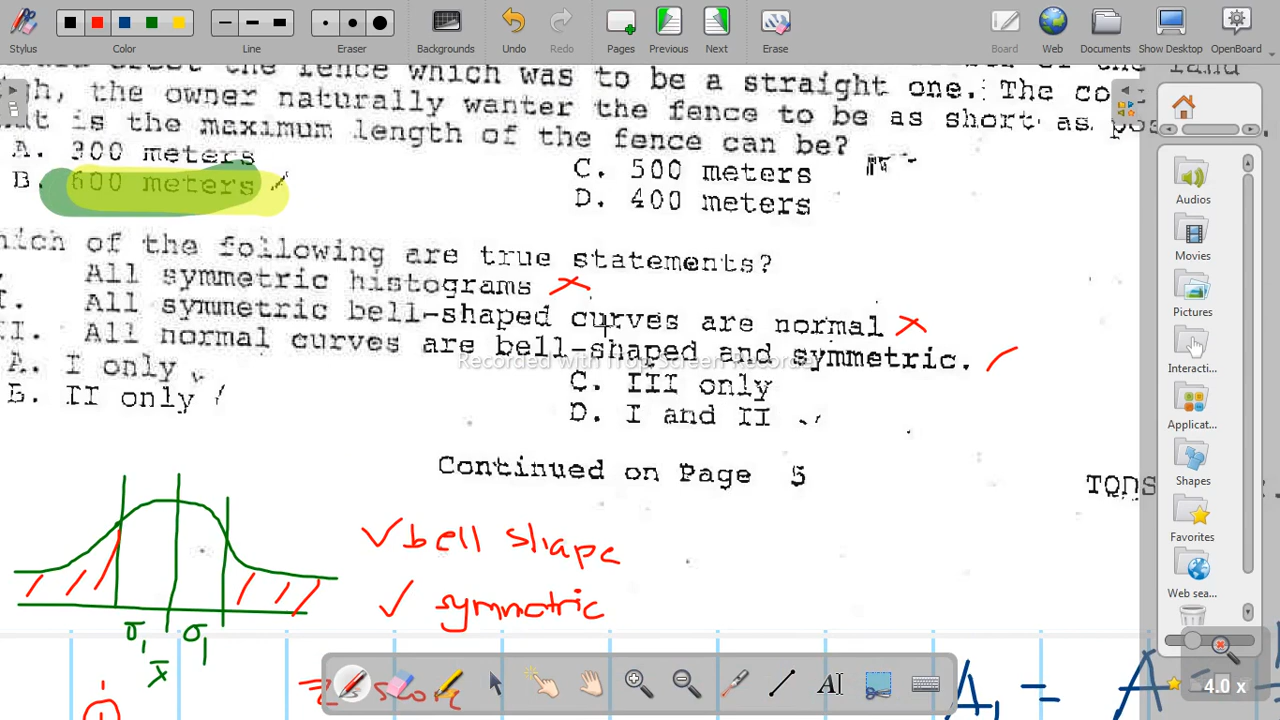 Stylus Color Line Eraser Backgrounds Undo Redo Pages Previous Next Erase Board Web Documents Show Desktop OpenBoard
the fence which was to be a straight one. The co
the owner naturally wanter the fence to be as short as
is the maximum length of the fence can be?
A. 300 meters
B. 600 meters
C. 500 meters
D. 400 meters
hich of the following are true statements?
All symmetric histograms ✗
I. All symmetric bell-shaped curves are normal ✗
II. All normal curves are bell-shaped and symmetric.
Recorded with iTop Screen Recorder
A. I only
B. II only
C. III only
D. I and II
Continued on Page 5
TQDS
✓ bell shape
✓ symmetric
σ1 σ1
x̄
Z score
A1 = A
Audios
Movies
Pictures
Interacti...
Applicat...
Shapes
Favorites
Web sea...
4.0 x